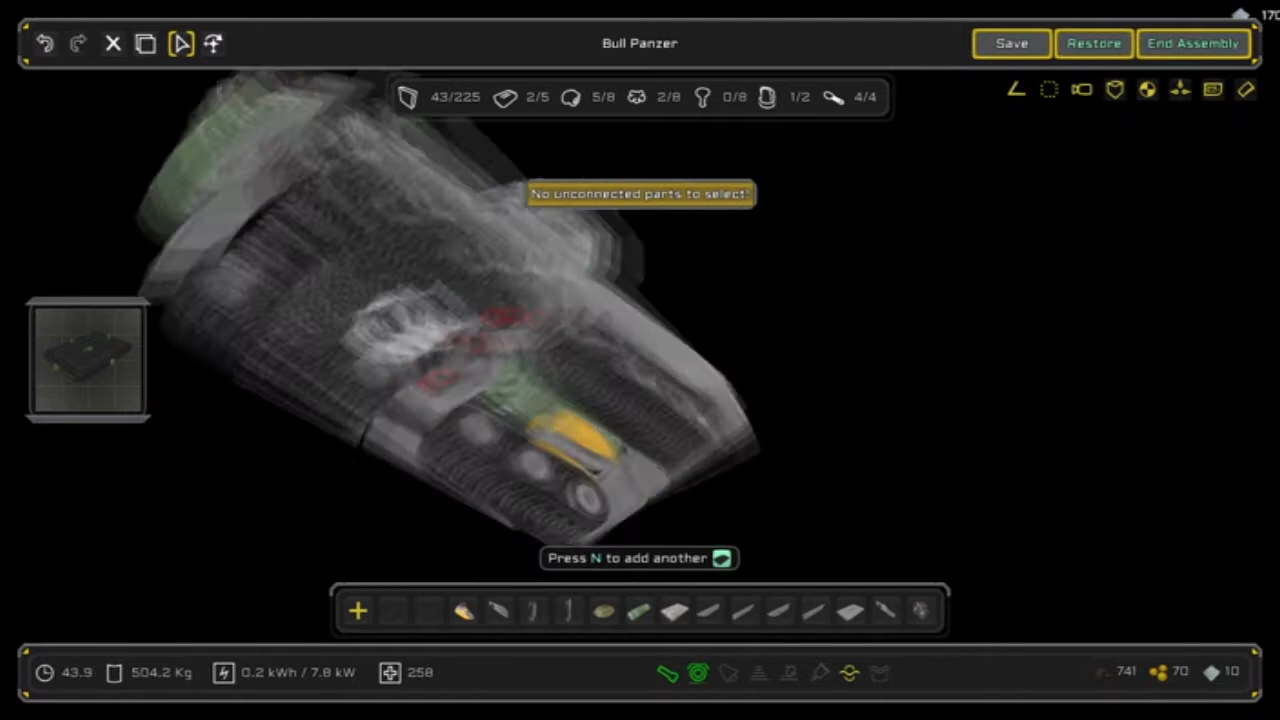 170
Bull Panzer
Save
Restore
End Assembly
43/225
2/5
5/8
2/8
0/8
1/2
4/4
No unconnected parts to select!
Press N to add another
43.9
504.2 Kg
0.2 kWh / 7.8 kW
258
741
70
10